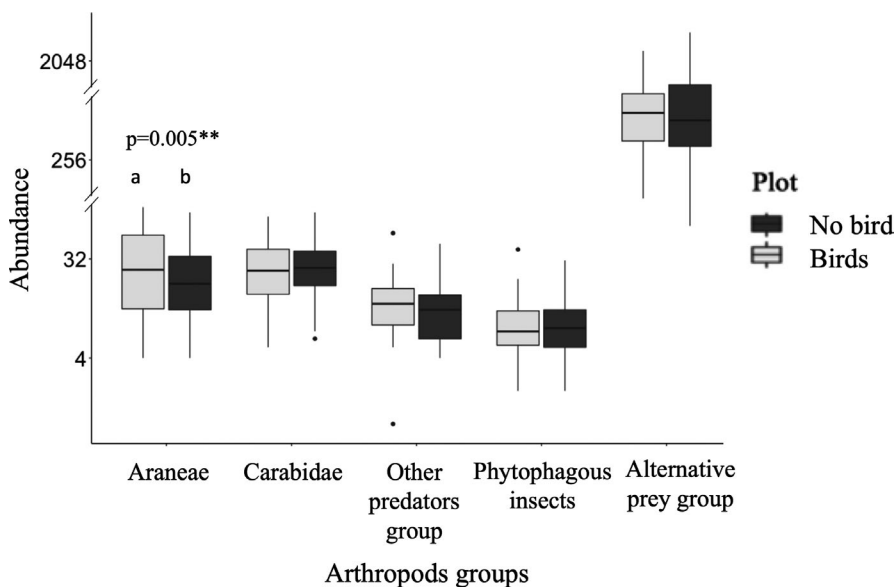 2048
256
32
4
Abundance
p=0.005**
a b
Araneae
Carabidae
Other
predators
group
Phytophagous
insects
Alternative
prey group
Arthropods groups
Plot
No bird
Birds